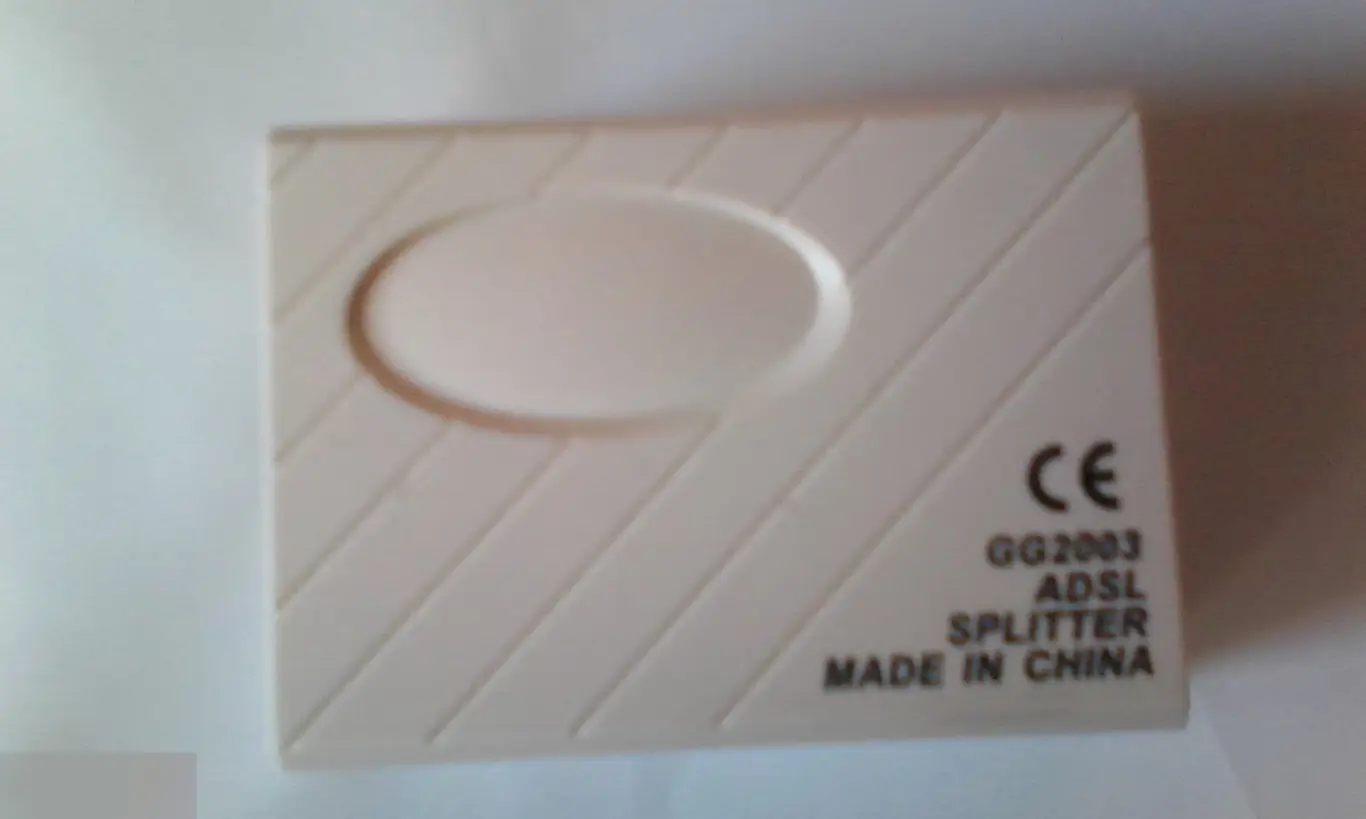 CE
GG2003
ADSL
SPLITTER
MADE IN CHINA